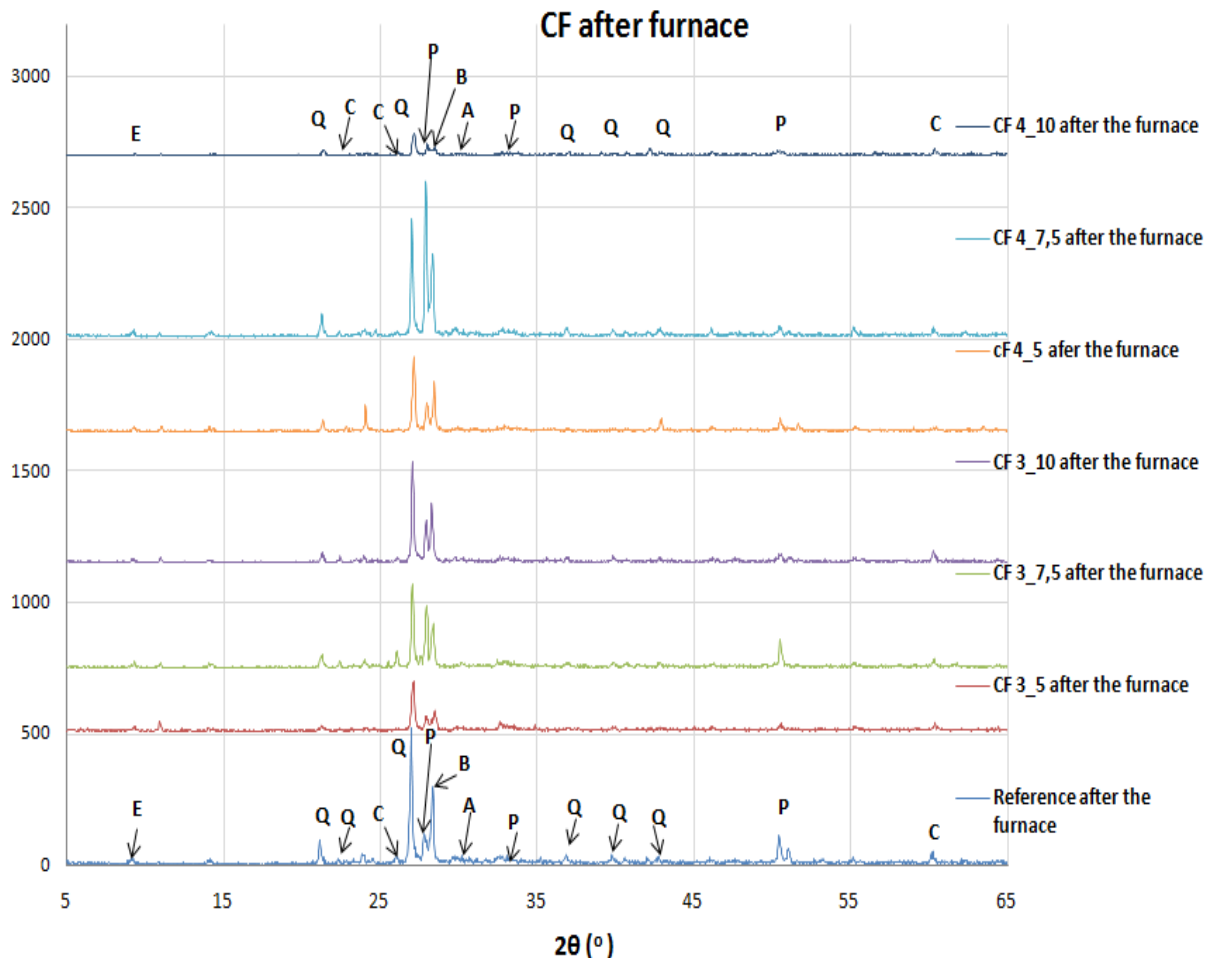 CF after furnace
P
3000
B
Q
C
C
Q
A
P
E
Q
Q
Q
P
C
CF 4_10 after the furnace
2500
CF 4_7,5 after the furnace
2000
cF 4_5 afer the furnace
1500
CF 3_10 after the furnace
CF 3_7,5 after the furnace
1000
CF 3_5 after the furnace
500
P
Q
B
Reference after the
furnace
E
Q
Q
C
A
P
Q
Q
Q
P
C
0
5 15 25 35 45 55 65
2θ (°)